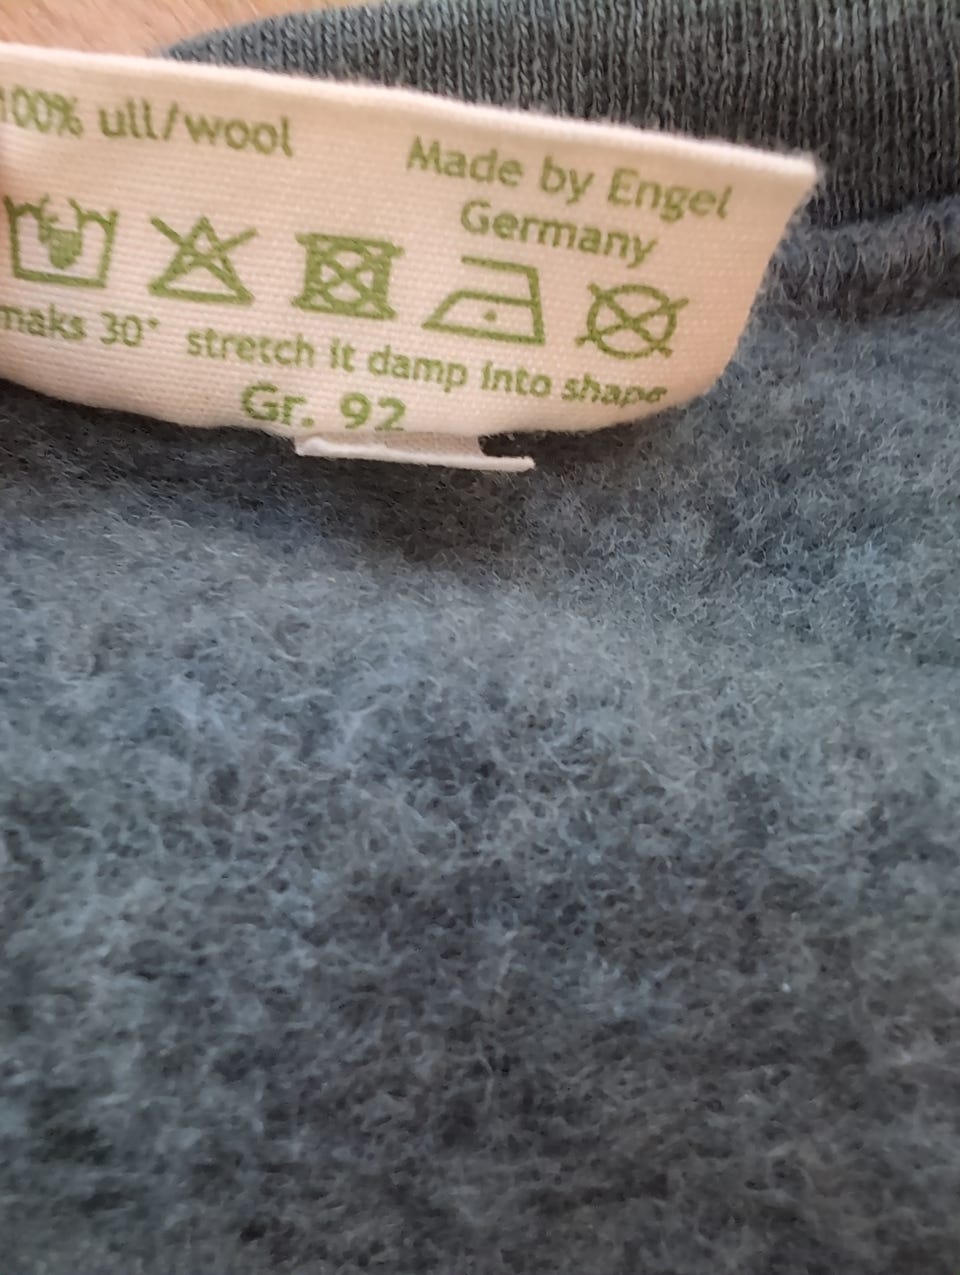 100% ull/wool
Made by Engel
Germany
maks 30° stretch it damp into shape
Gr. 92